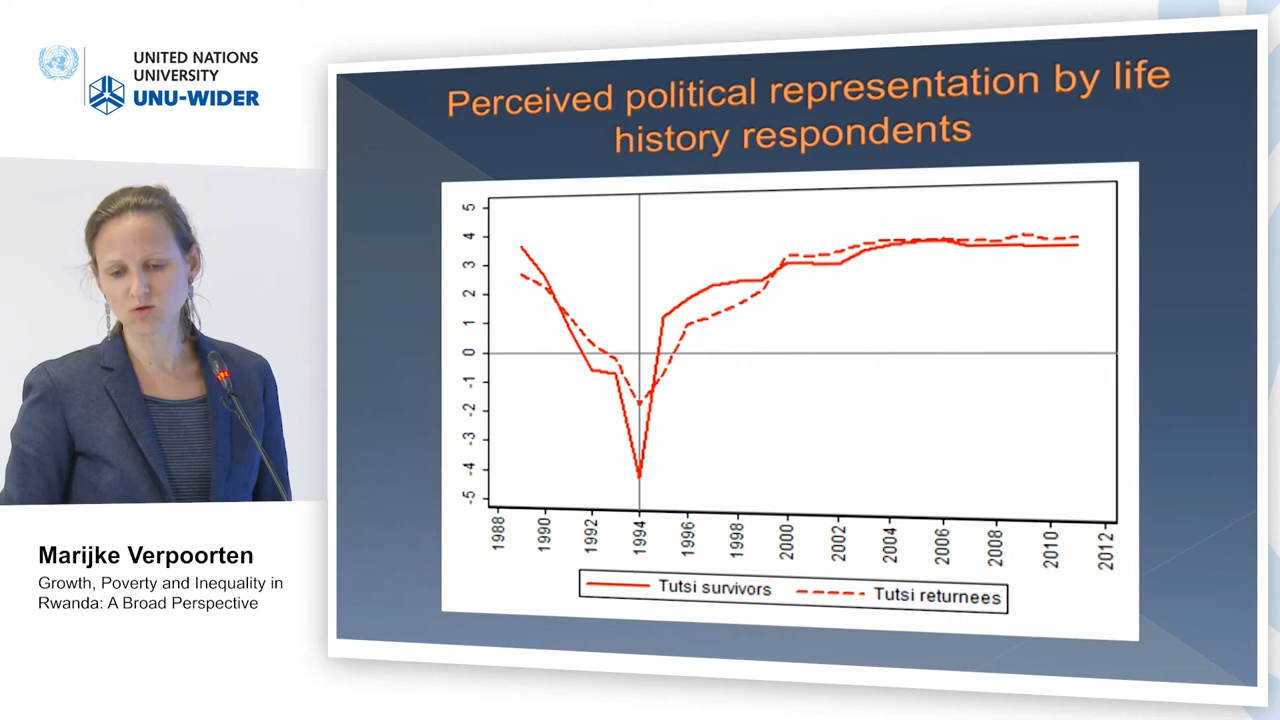 UNITED NATIONS
UNIVERSITY
UNU-WIDER
Perceived political representation by life
history respondents
5
4
3
2
1
0
-1
-2
-3
-4
-5
1988
1990
1992
1994
1996
1998
2000
2002
2004
2006
2008
2010
2012
Tutsi survivors
Tutsi returnees
Marijke Verpoorten
Growth, Poverty and Inequality in
Rwanda: A Broad Perspective